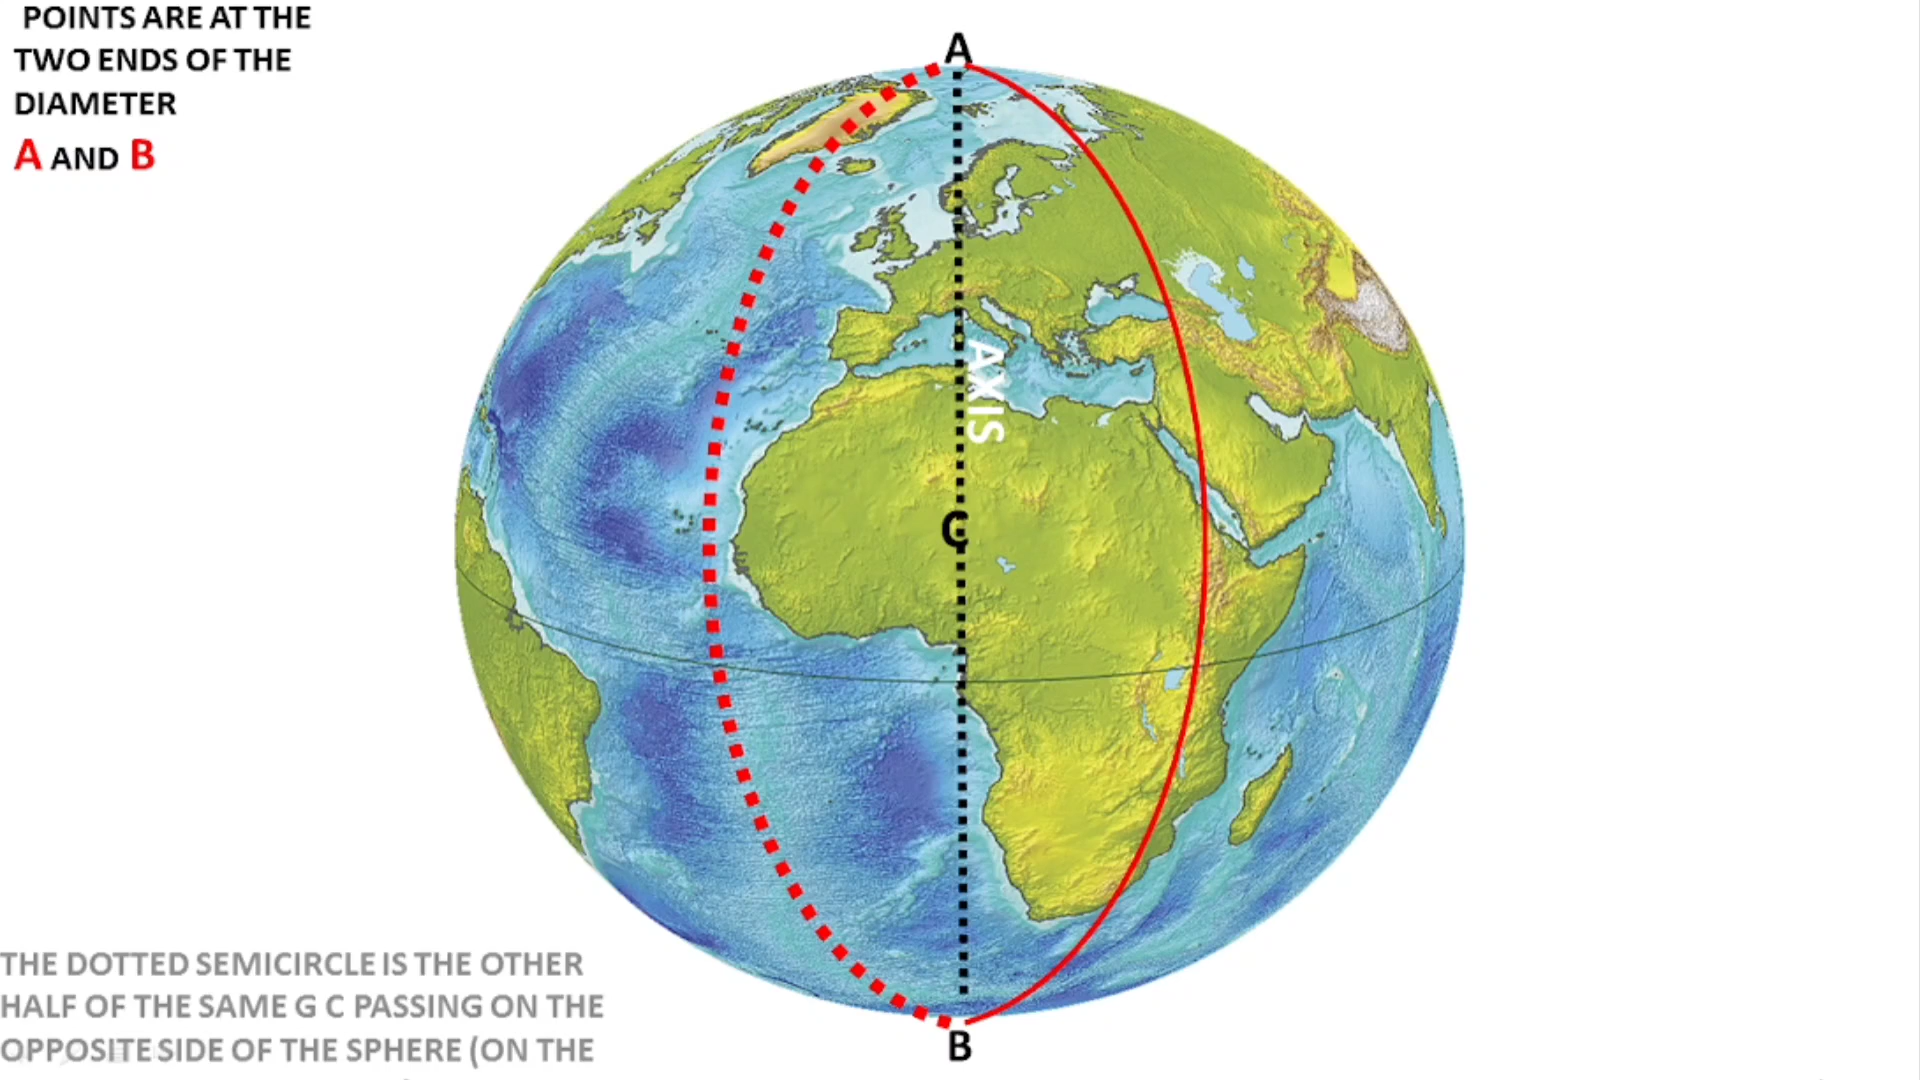 POINTS ARE AT THE
TWO ENDS OF THE
DIAMETER
A AND B
A
AXIS
C
B
THE DOTTED SEMICIRCLE IS THE OTHER
HALF OF THE SAME G C PASSING ON THE
OPPOSITE SIDE OF THE SPHERE (ON THE